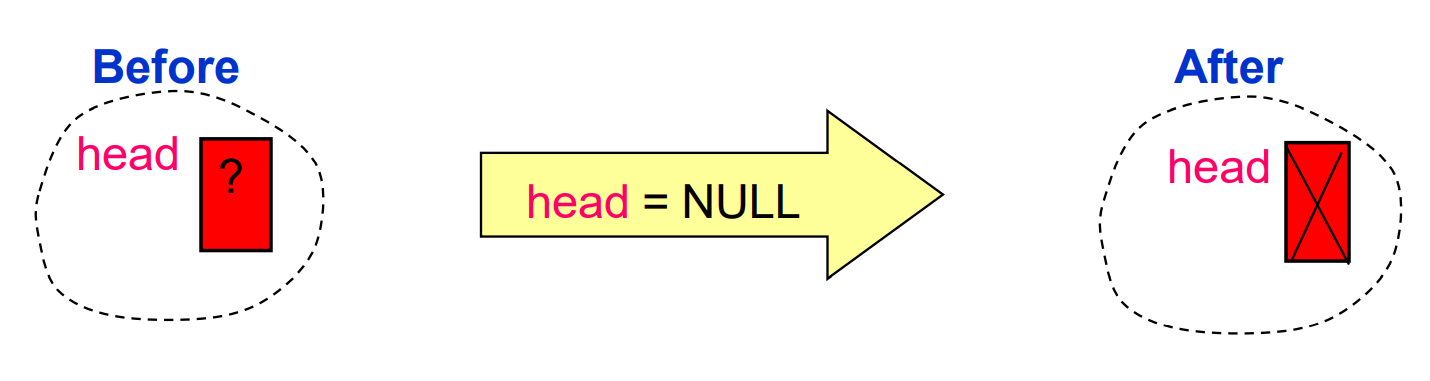 Before
head
?
head = NULL
After
head